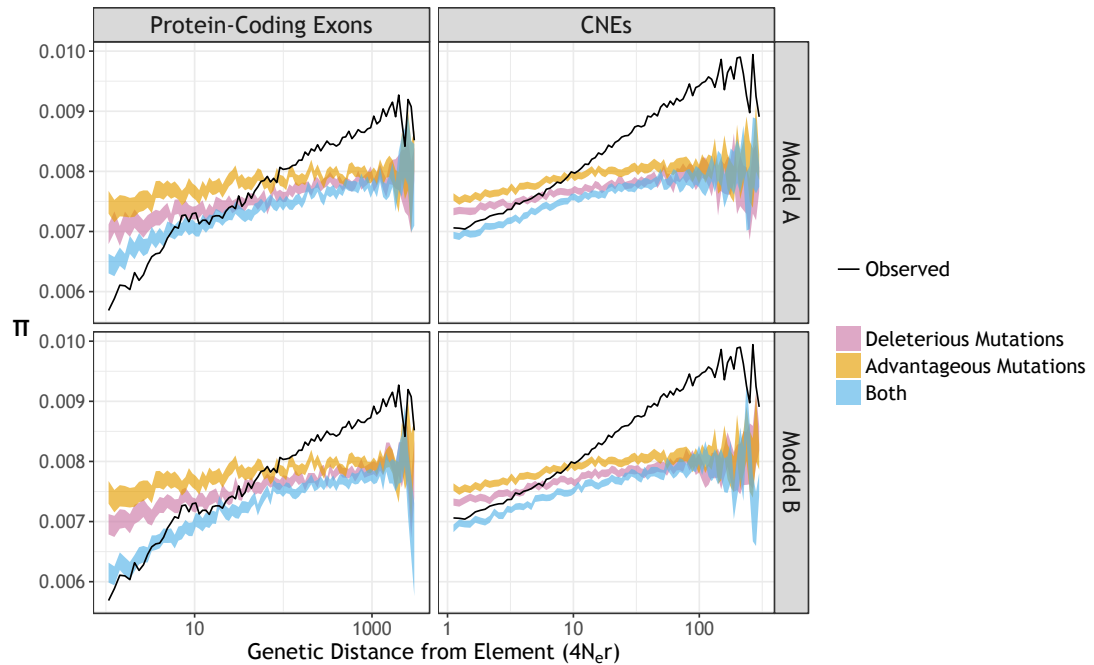 Protein-Coding Exons
CNEs
0.010
0.009
0.008
0.007
0.006
Model A
π
0.010
0.009
0.008
0.007
0.006
Model B
10
1000
1
10
100
Genetic Distance from Element (4Nₑr)
Observed
Deleterious Mutations
Advantageous Mutations
Both